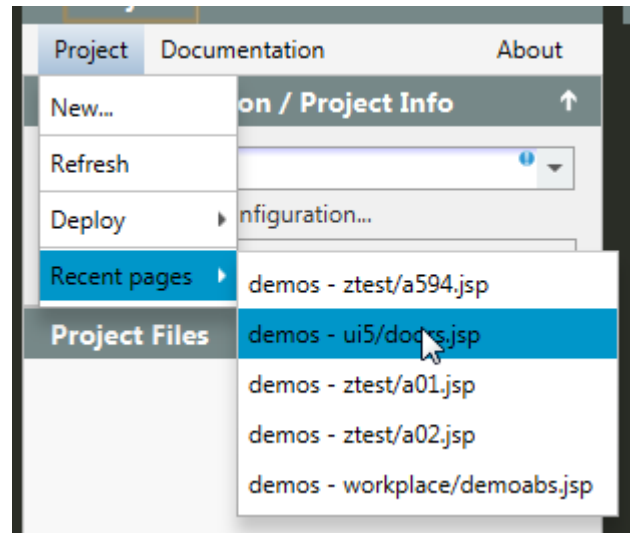 Project Documentation About
New... on / Project Info
Refresh
Deploy nfiguration...
Recent pages
demos - ztest/a594.jsp
Project Files demos - ui5/doors.jsp
demos - ztest/a01.jsp
demos - ztest/a02.jsp
demos - workplace/demoabs.jsp